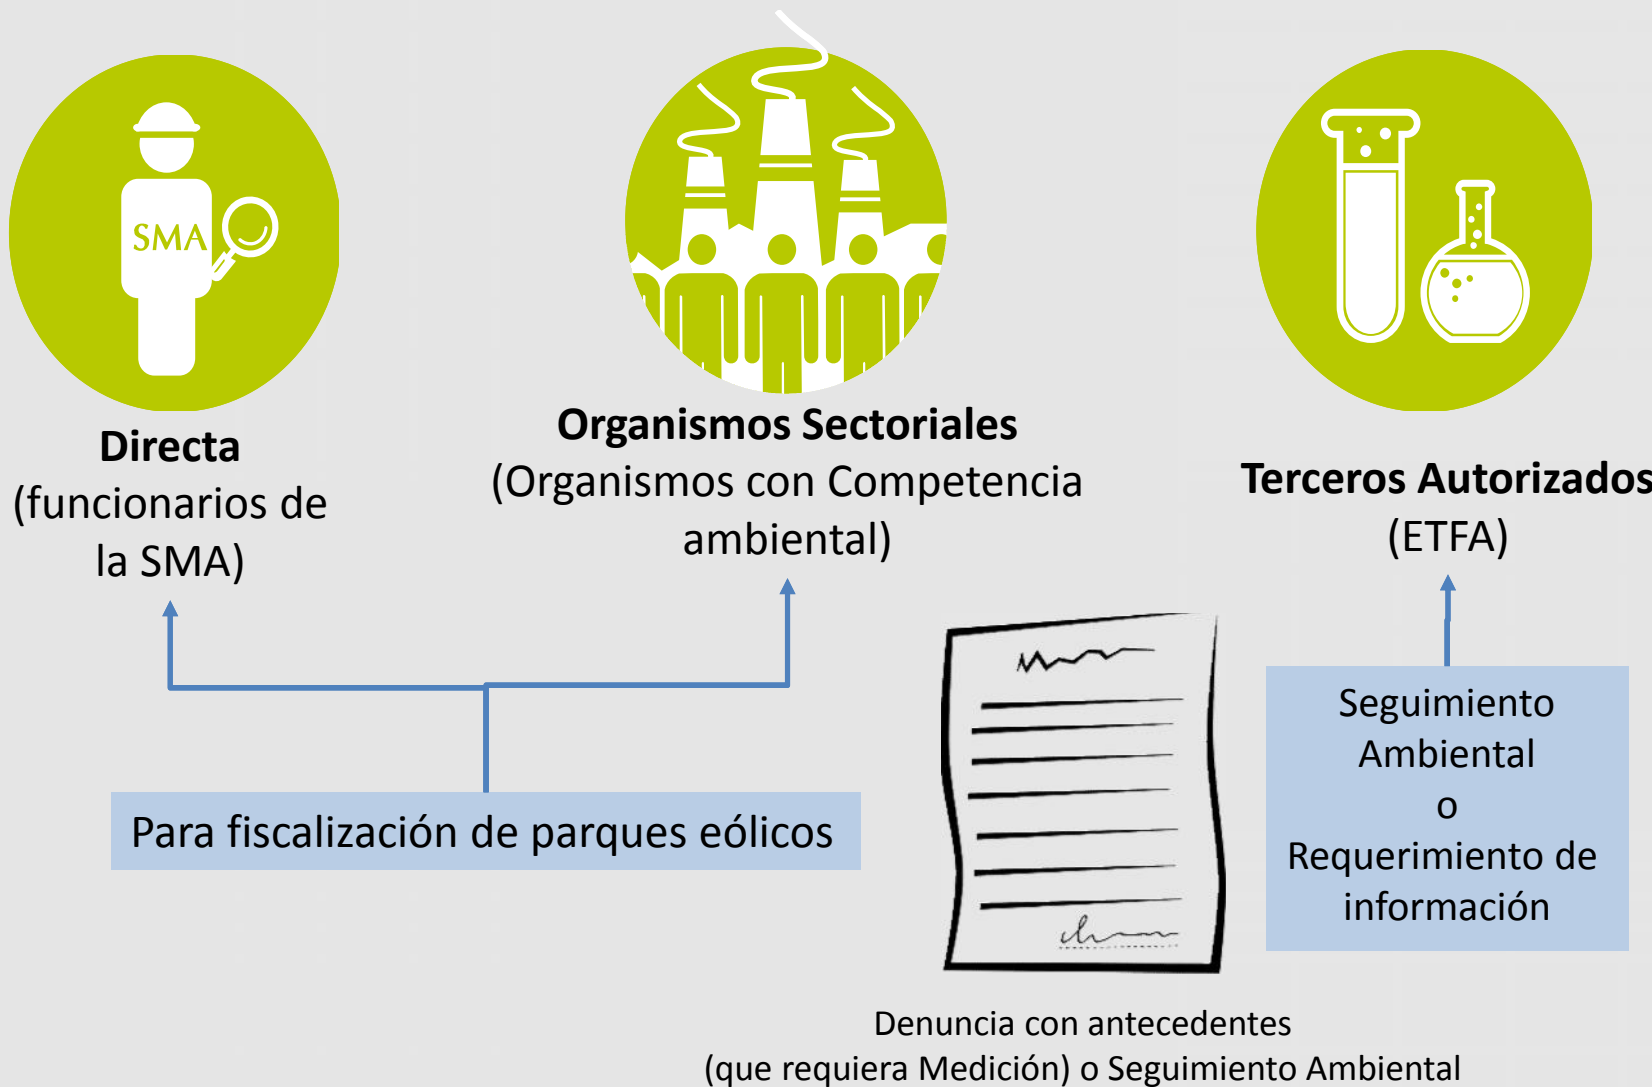 SMA
Directa
(funcionarios de
la SMA)
Organismos Sectoriales
(Organismos con Competencia
ambiental)
Terceros Autorizados
(ETFA)
Para fiscalización de parques eólicos
Seguimiento
Ambiental
o
Requerimiento de
información
Denuncia con antecedentes
(que requiera Medición) o Seguimiento Ambiental